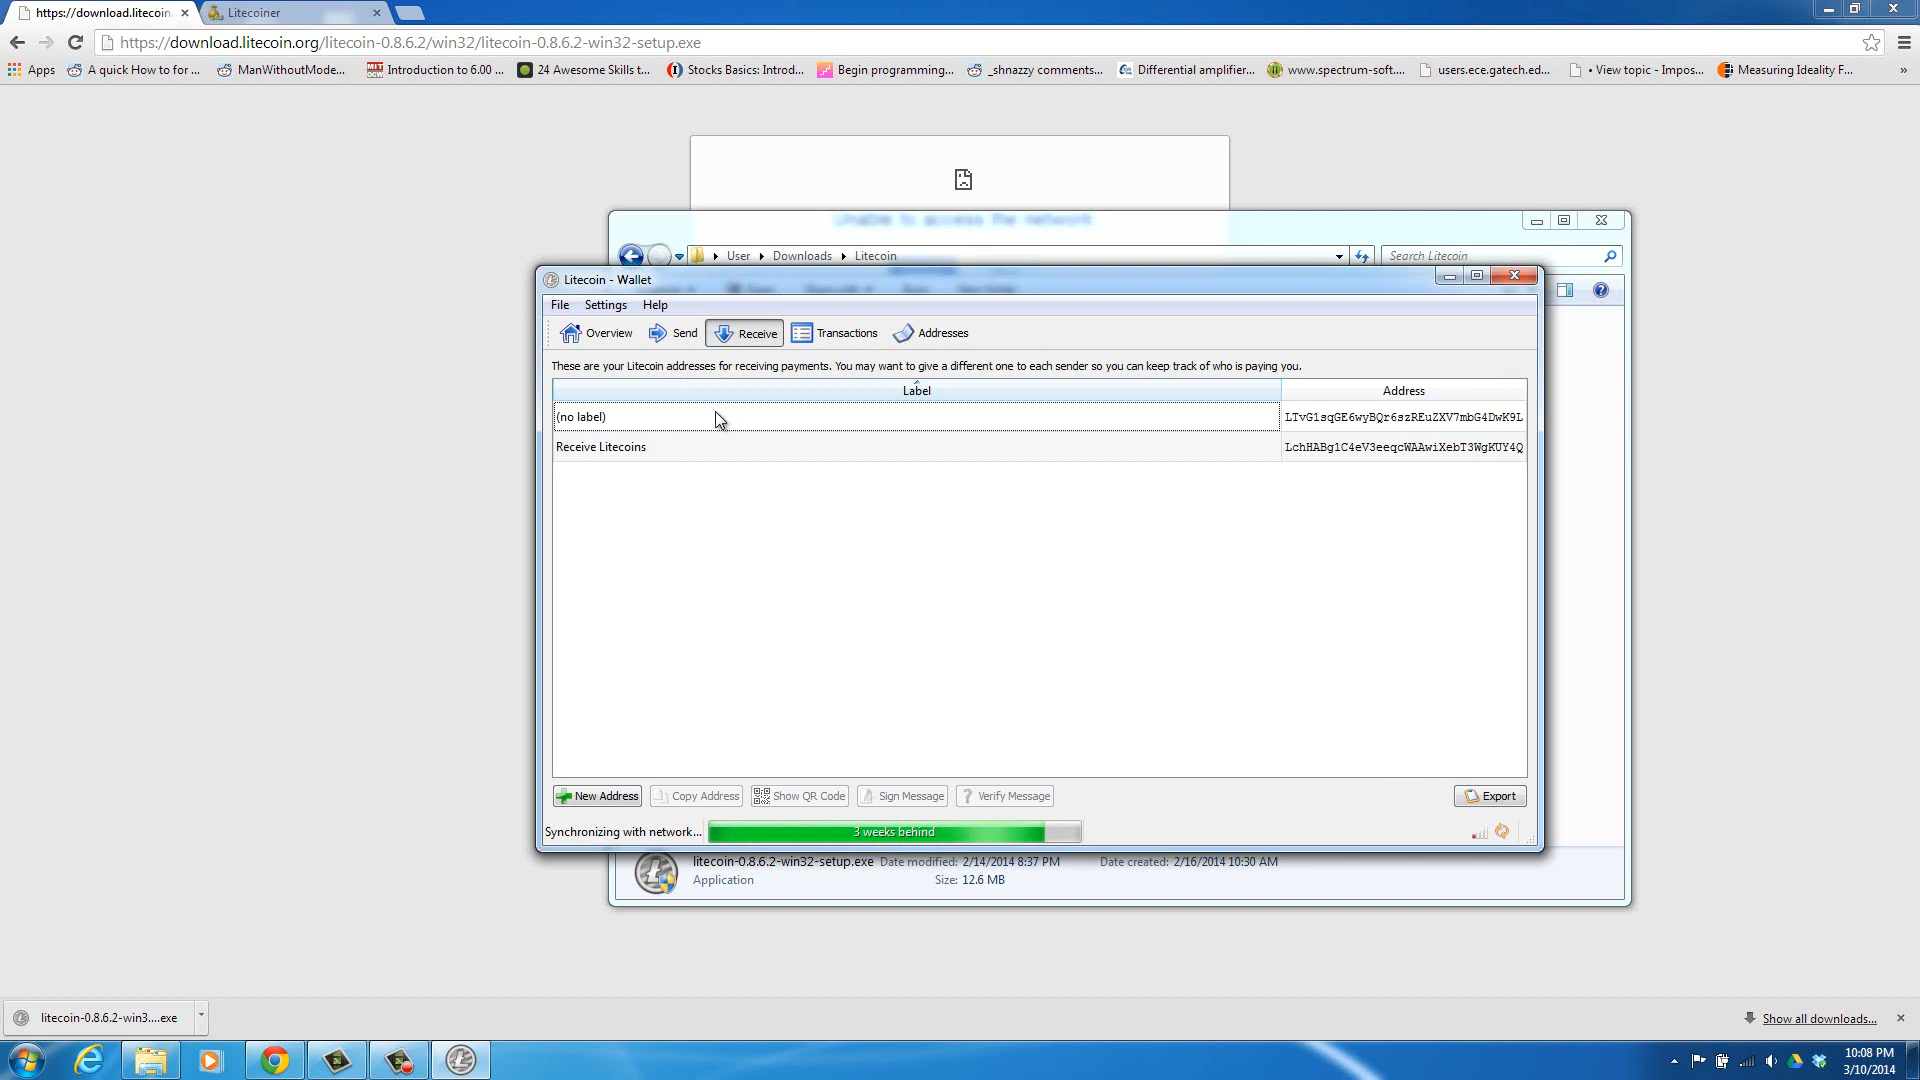 https://download.litecoin.
Litecoiner
https://download.litecoin.org/litecoin-0.8.6.2/win32/litecoin-0.8.6.2-win32-setup.exe
Apps A quick How to for ... ManWithoutMode... Introduction to 6.00 ... 24 Awesome Skills t... Stocks Basics: Introd... Begin programming... _shnazzy comments... Differential amplifier... www.spectrum-soft.... users.ece.gatech.ed... • View topic - Impos... Measuring Ideality F... »
Unable to access the network
User Downloads Litecoin
Search Litecoin
Litecoin - Wallet
File Settings Help
Overview Send Receive Transactions Addresses
These are your Litecoin addresses for receiving payments. You may want to give a different one to each sender so you can keep track of who is paying you.
Label Address
(no label) LTvG1sqGE6wyBQr6szREuZXV7mbG4DwK9L
Receive Litecoins LchHABg1C4eV3eeqcWAAwiXebT3WgKUY4Q
New Address Copy Address Show QR Code Sign Message Verify Message Export
Synchronizing with network... 3 weeks behind
litecoin-0.8.6.2-win32-setup.exe Date modified: 2/14/2014 8:37 PM Date created: 2/16/2014 10:30 AM
Application Size: 12.6 MB
litecoin-0.8.6.2-win3....exe
Show all downloads...
10:08 PM
3/10/2014